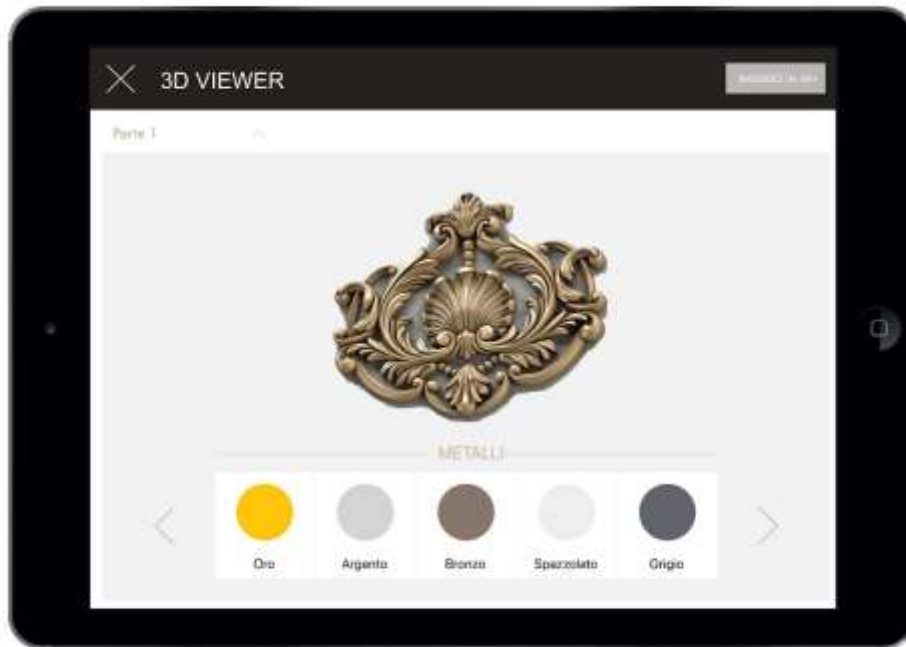 3D VIEWER
Parte 1
METALLI
Oro
Argento
Bronzo
Spazzolato
Grigio